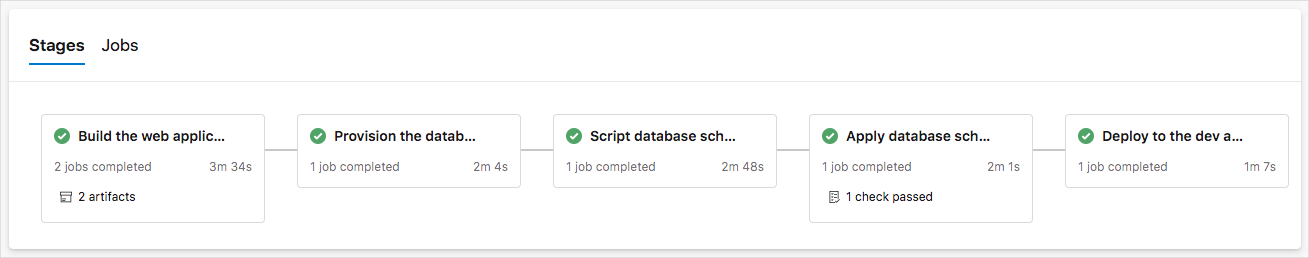 Stages Jobs
Build the web applic...
2 jobs completed 3m 34s
2 artifacts
Provision the datab...
1 job completed 2m 4s
Script database sch...
1 job completed 2m 48s
Apply database sch...
1 job completed 2m 1s
1 check passed
Deploy to the dev a...
1 job completed 1m 7s